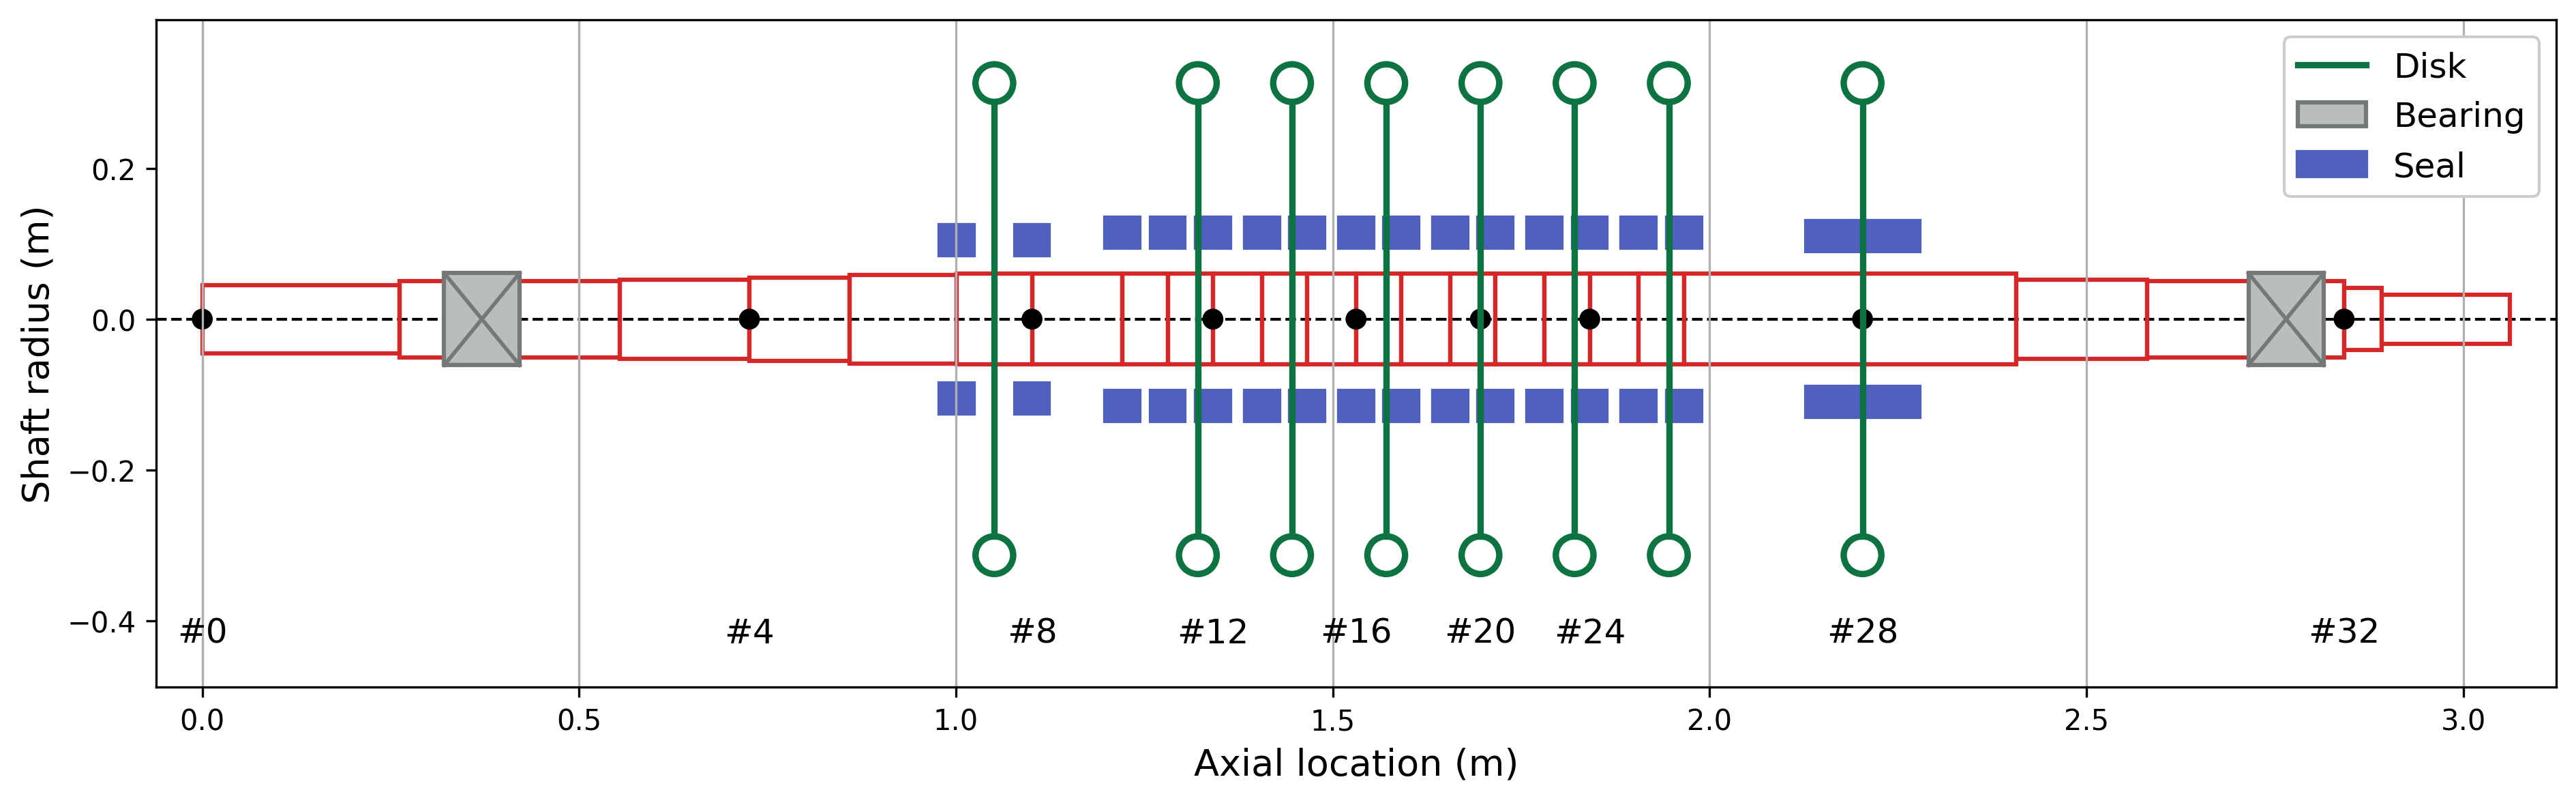 Disk
Bearing
Seal
0.2
0.0
−0.2
−0.4
Shaft radius (m)
#0 #4 #8 #12 #16 #20 #24 #28 #32
0.0 0.5 1.0 1.5 2.0 2.5 3.0
Axial location (m)